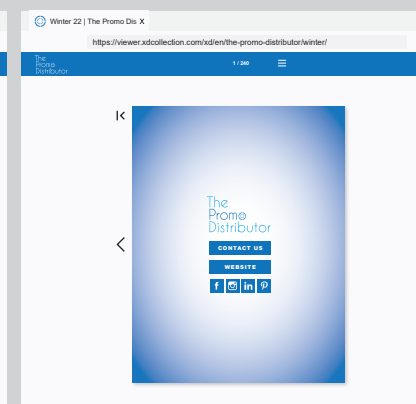 Winter 22 | The Promo Dis X
https://viewer.xdcollection.com/xd/en/the-promo-distributor/winter/
The
Promo
Distributor
1 / 240
The
Promo
Distributor
CONTACT US
WEBSITE
f in